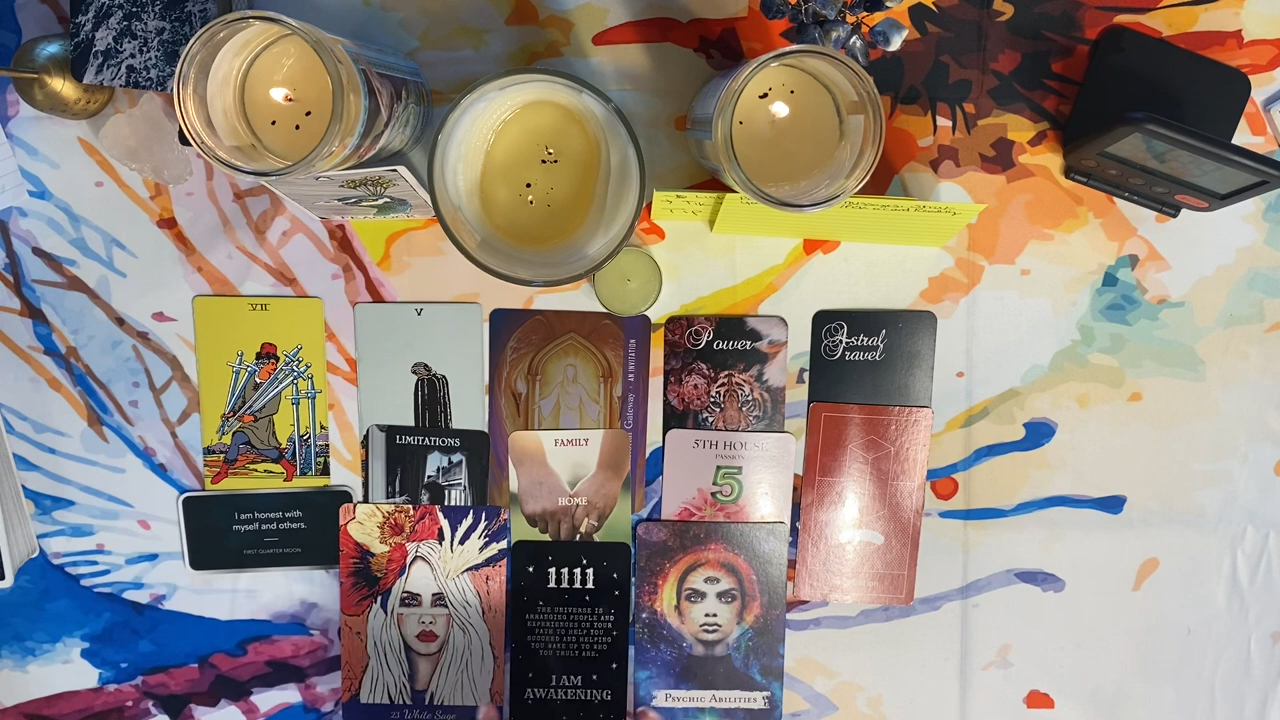 VII
V
Power
Astral
Travel
AN INVITATION
Gateway
LIMITATIONS
FAMILY
HOME
5TH HOUSE
PASSION
5
I am honest with
myself and others.
FIRST QUARTER MOON
1111
THE UNIVERSE IS
ARRANGING PEOPLE AND
EXPERIENCES ON YOUR
PATH TO HELP YOU
SUCCEED AND HELPING
YOU WAKE UP TO WHO
YOU TRULY ARE.
I AM
AWAKENING
23 White Sage
PSYCHIC ABILITIES